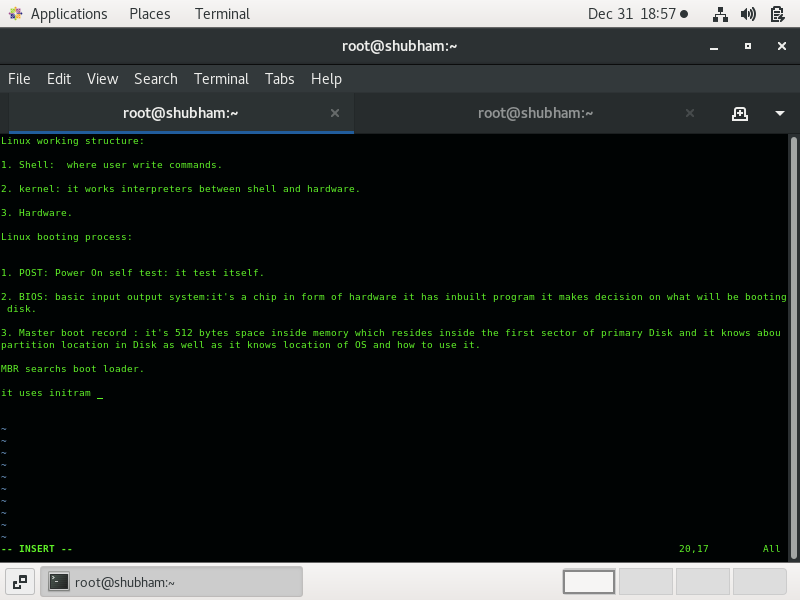 Applications Places Terminal Dec 31 18:57
root@shubham:~
File Edit View Search Terminal Tabs Help
root@shubham:~ root@shubham:~
Linux working structure:
1. Shell:  where user write commands.
2. kernel: it works interpreters between shell and hardware.
3. Hardware.
Linux booting process:
1. POST: Power On self test: it test itself.
2. BIOS: basic input output system:it's a chip in form of hardware it has inbuilt program it makes decision on what will be booting
disk.
3. Master boot record : it's 512 bytes space inside memory which resides inside the first sector of primary Disk and it knows abou
partition location in Disk as well as it knows location of OS and how to use it.
MBR searchs boot loader.
it uses initram _
~
~
~
~
~
~
~
~
~
~
-- INSERT -- 20,17 All
root@shubham:~